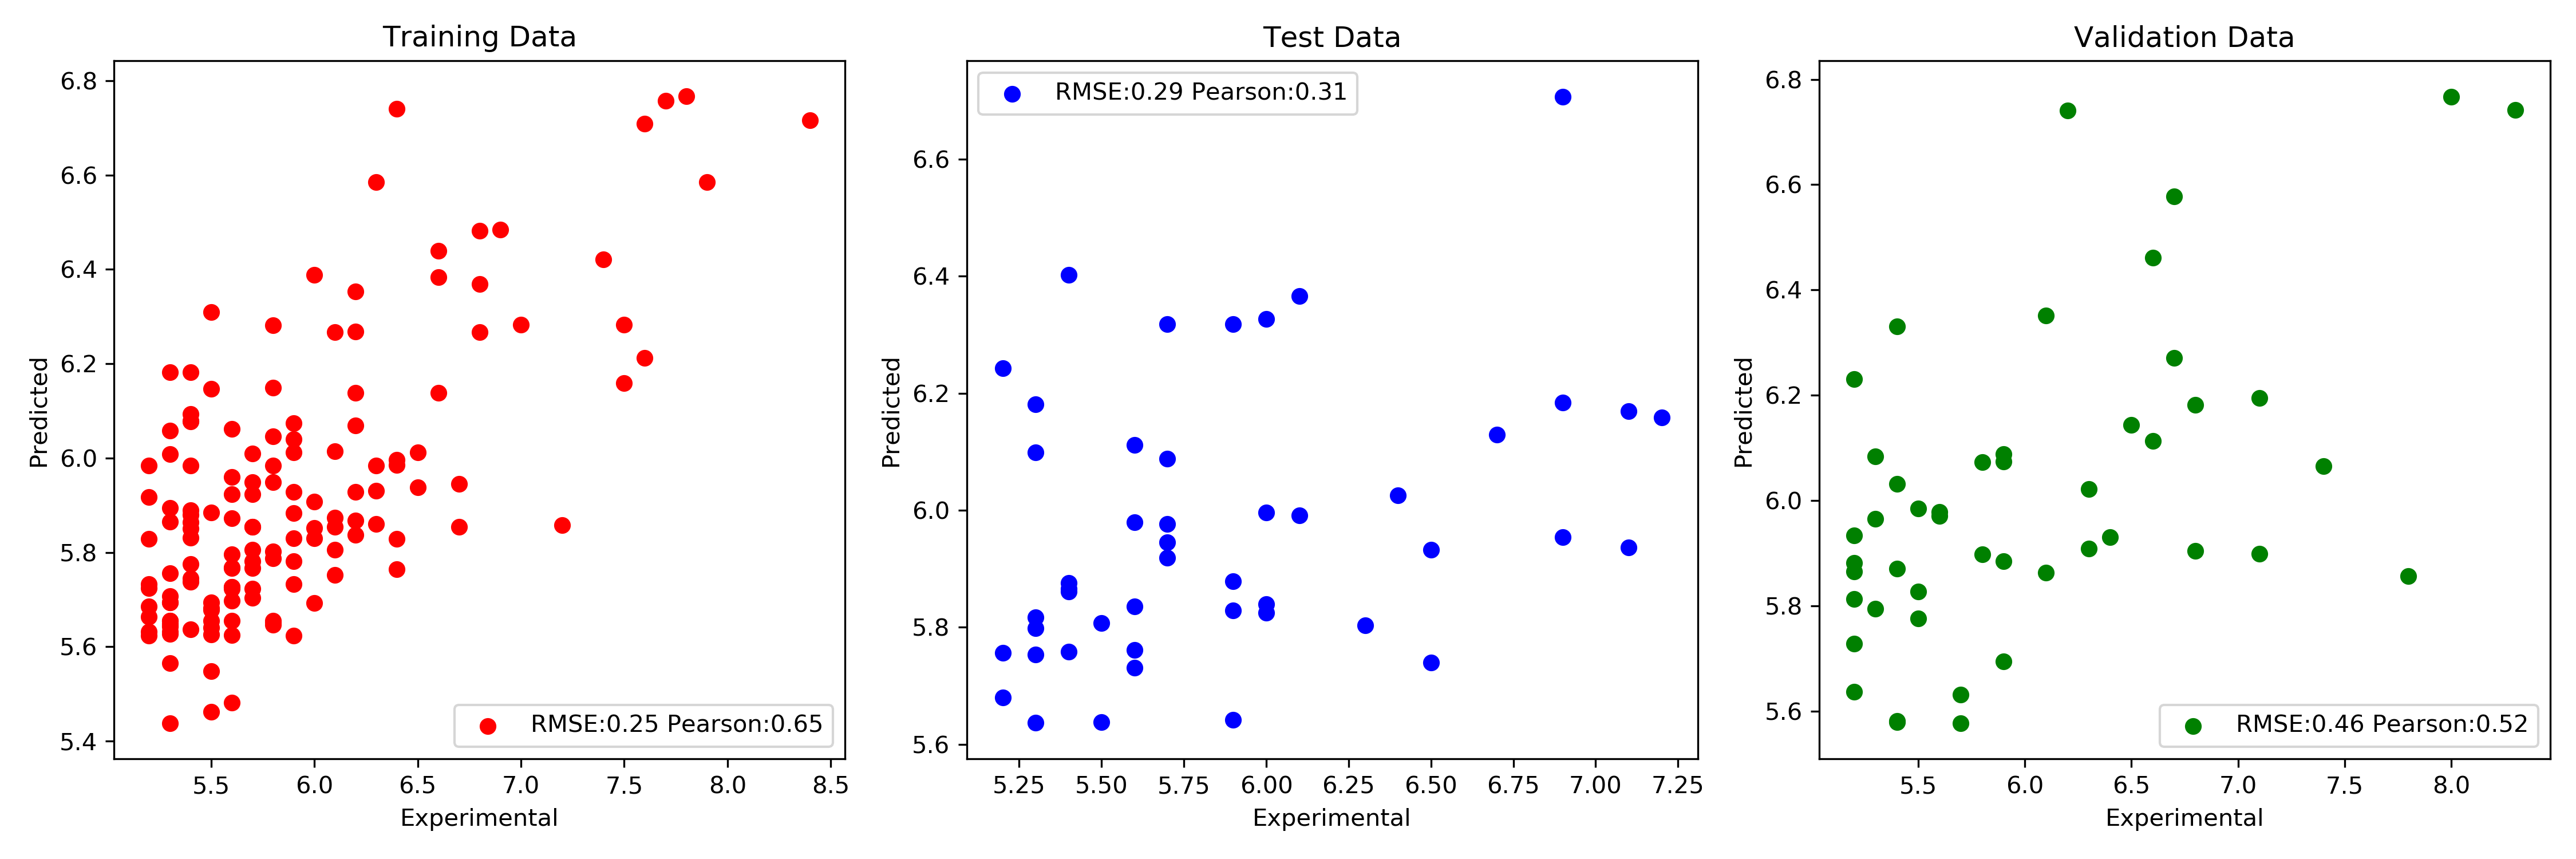 Training Data
6.8
6.6
6.4
6.2
6.0
5.8
5.6
5.4
Predicted
RMSE:0.25 Pearson:0.65
5.5 6.0 6.5 7.0 7.5 8.0 8.5
Experimental
Test Data
RMSE:0.29 Pearson:0.31
6.6
6.4
6.2
6.0
5.8
5.6
Predicted
5.25 5.50 5.75 6.00 6.25 6.50 6.75 7.00 7.25
Experimental
Validation Data
6.8
6.6
6.4
6.2
6.0
5.8
5.6
Predicted
RMSE:0.46 Pearson:0.52
5.5 6.0 6.5 7.0 7.5 8.0
Experimental